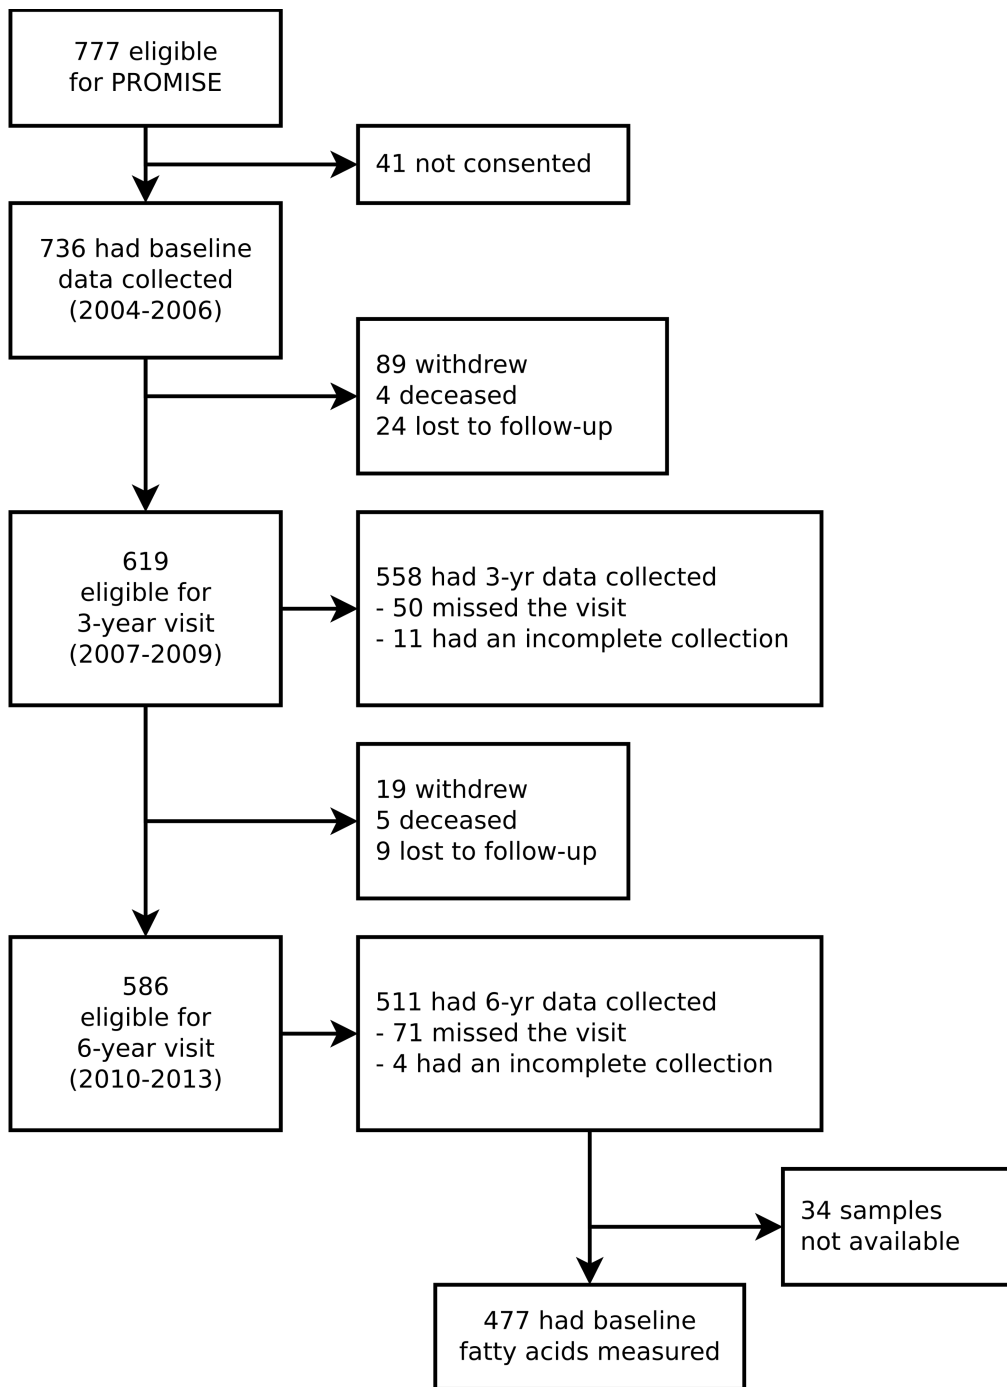 777 eligible
for PROMISE
41 not consented
736 had baseline
data collected
(2004-2006)
89 withdrew
4 deceased
24 lost to follow-up
619
eligible for
3-year visit
(2007-2009)
558 had 3-yr data collected
- 50 missed the visit
- 11 had an incomplete collection
19 withdrew
5 deceased
9 lost to follow-up
586
eligible for
6-year visit
(2010-2013)
511 had 6-yr data collected
- 71 missed the visit
- 4 had an incomplete collection
34 samples
not available
477 had baseline
fatty acids measured